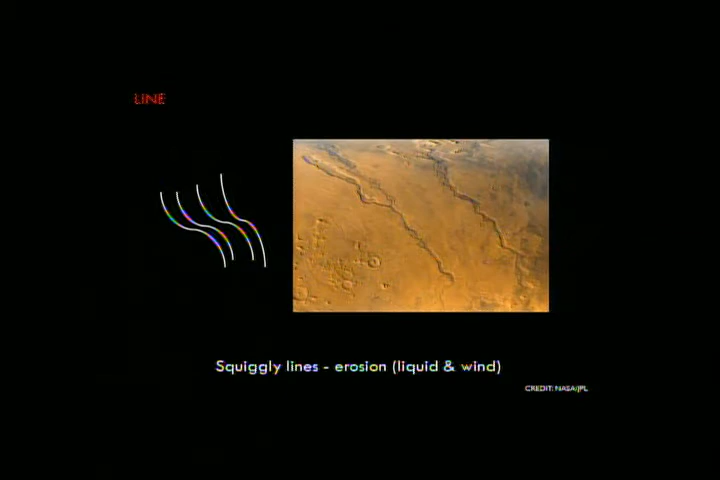 LINE
Squiggly lines - erosion (liquid & wind)
CREDIT: NASA/JPL